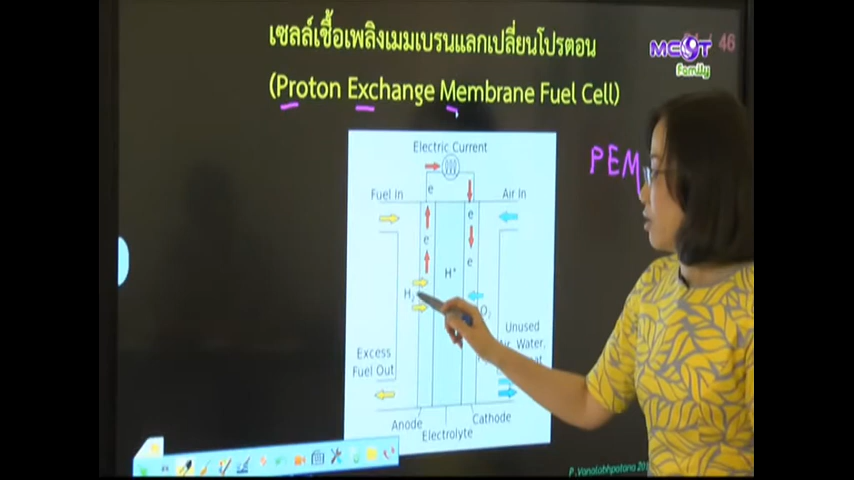 เซลล์เชื้อเพลิงเมมเบรนแลกเปลี่ยนโปรตอน
(Proton Exchange Membrane Fuel Cell)
46
MCOT
Family
PEM
Electric Current
e
Fuel In
Air In
e
e
e
H⁺
H₂
O₂
Unused
Water,
Excess
Fuel Out
Anode
Cathode
Electrolyte
P.Vanalabhpatana